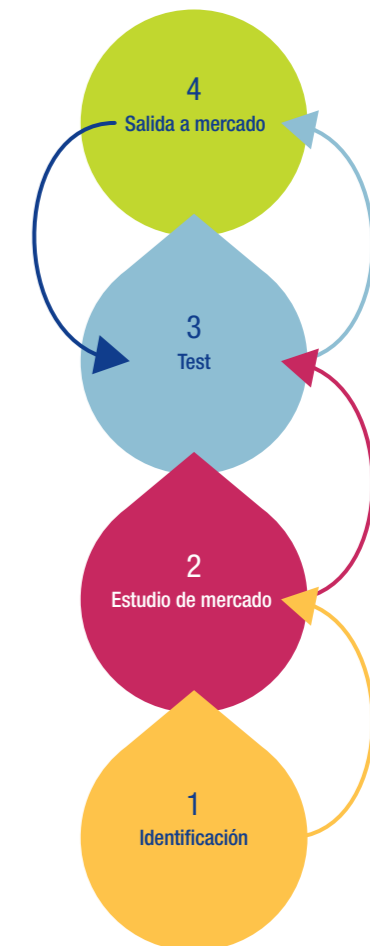 4
Salida a mercado
3
Test
2
Estudio de mercado
1
Identificación